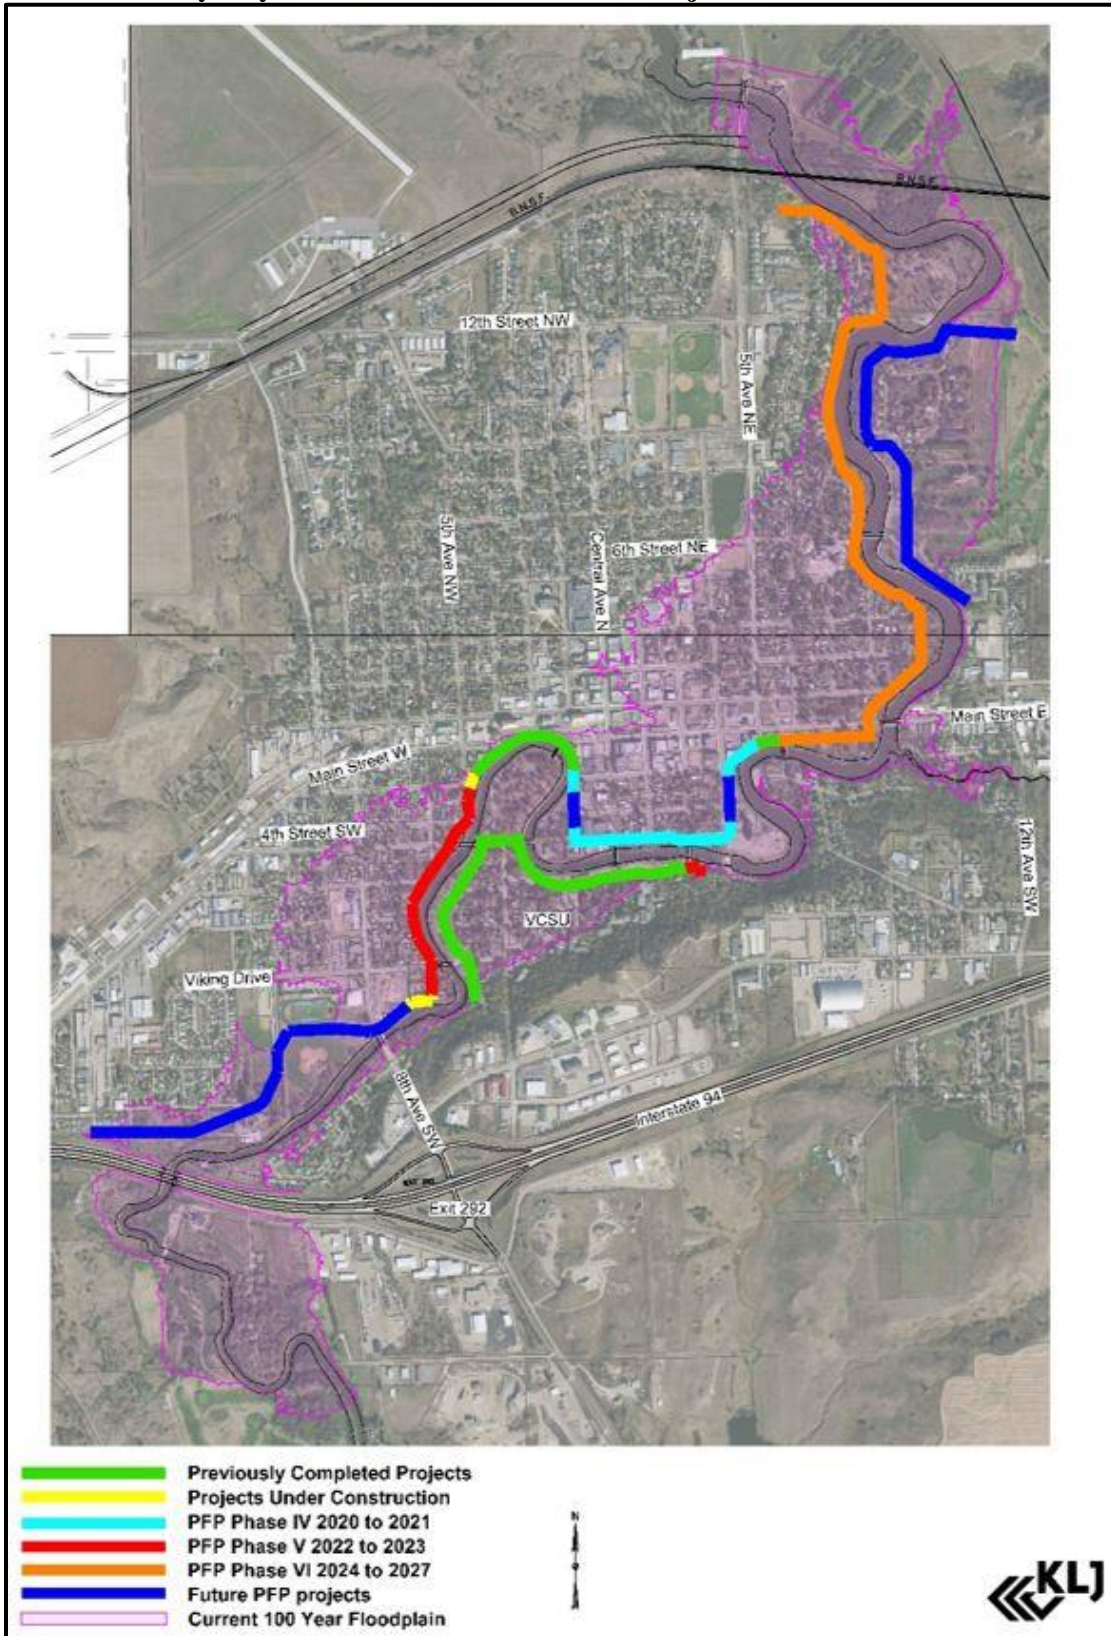 B.N.S.F.
B.N.S.F.
12th Street NW
5th Ave NE
5th Ave NW
Central Ave N
6th Street NE
Main Street E
Main Street W
4th Street SW
12th Ave SW
VCSU
Viking Drive
8th Ave SW
Interstate 94
Exit 292
Previously Completed Projects
Projects Under Construction
PFP Phase IV 2020 to 2021
PFP Phase V 2022 to 2023
PFP Phase VI 2024 to 2027
Future PFP projects
Current 100 Year Floodplain
N
KLJ